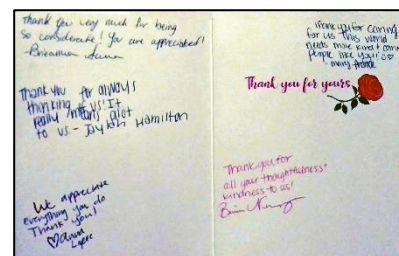 Thank you very much for being
so considerate! You are appreciated!
Thank you for always
thinking of us! It
really means alot
to us - Hamilton
We appreciate
everything you do
Thank you!
Lopez
Thank you for caring
for us This world
needs more kind & caring
people like you!
Thank you for yours
Thank you for
all your thoughtfulness &
kindness to us!